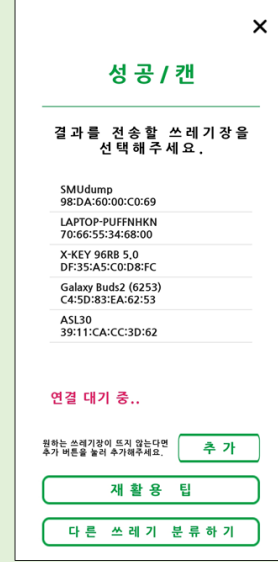 ×
성공/캔
결과를 전송할 쓰레기장을
선택해주세요.
SMUdump
98:DA:60:00:C0:69
LAPTOP-PUFFNHKN
70:66:55:34:68:00
X-KEY 96RB 5.0
DF:35:A5:C0:D8:FC
Galaxy Buds2 (6253)
C4:5D:83:EA:62:53
ASL30
39:11:CA:CC:3D:62
연결 대기 중..
원하는 쓰레기장이 뜨지 않는다면
추가 버튼을 눌러 추가해주세요.
추가
재활용 팁
다른 쓰레기 분류하기